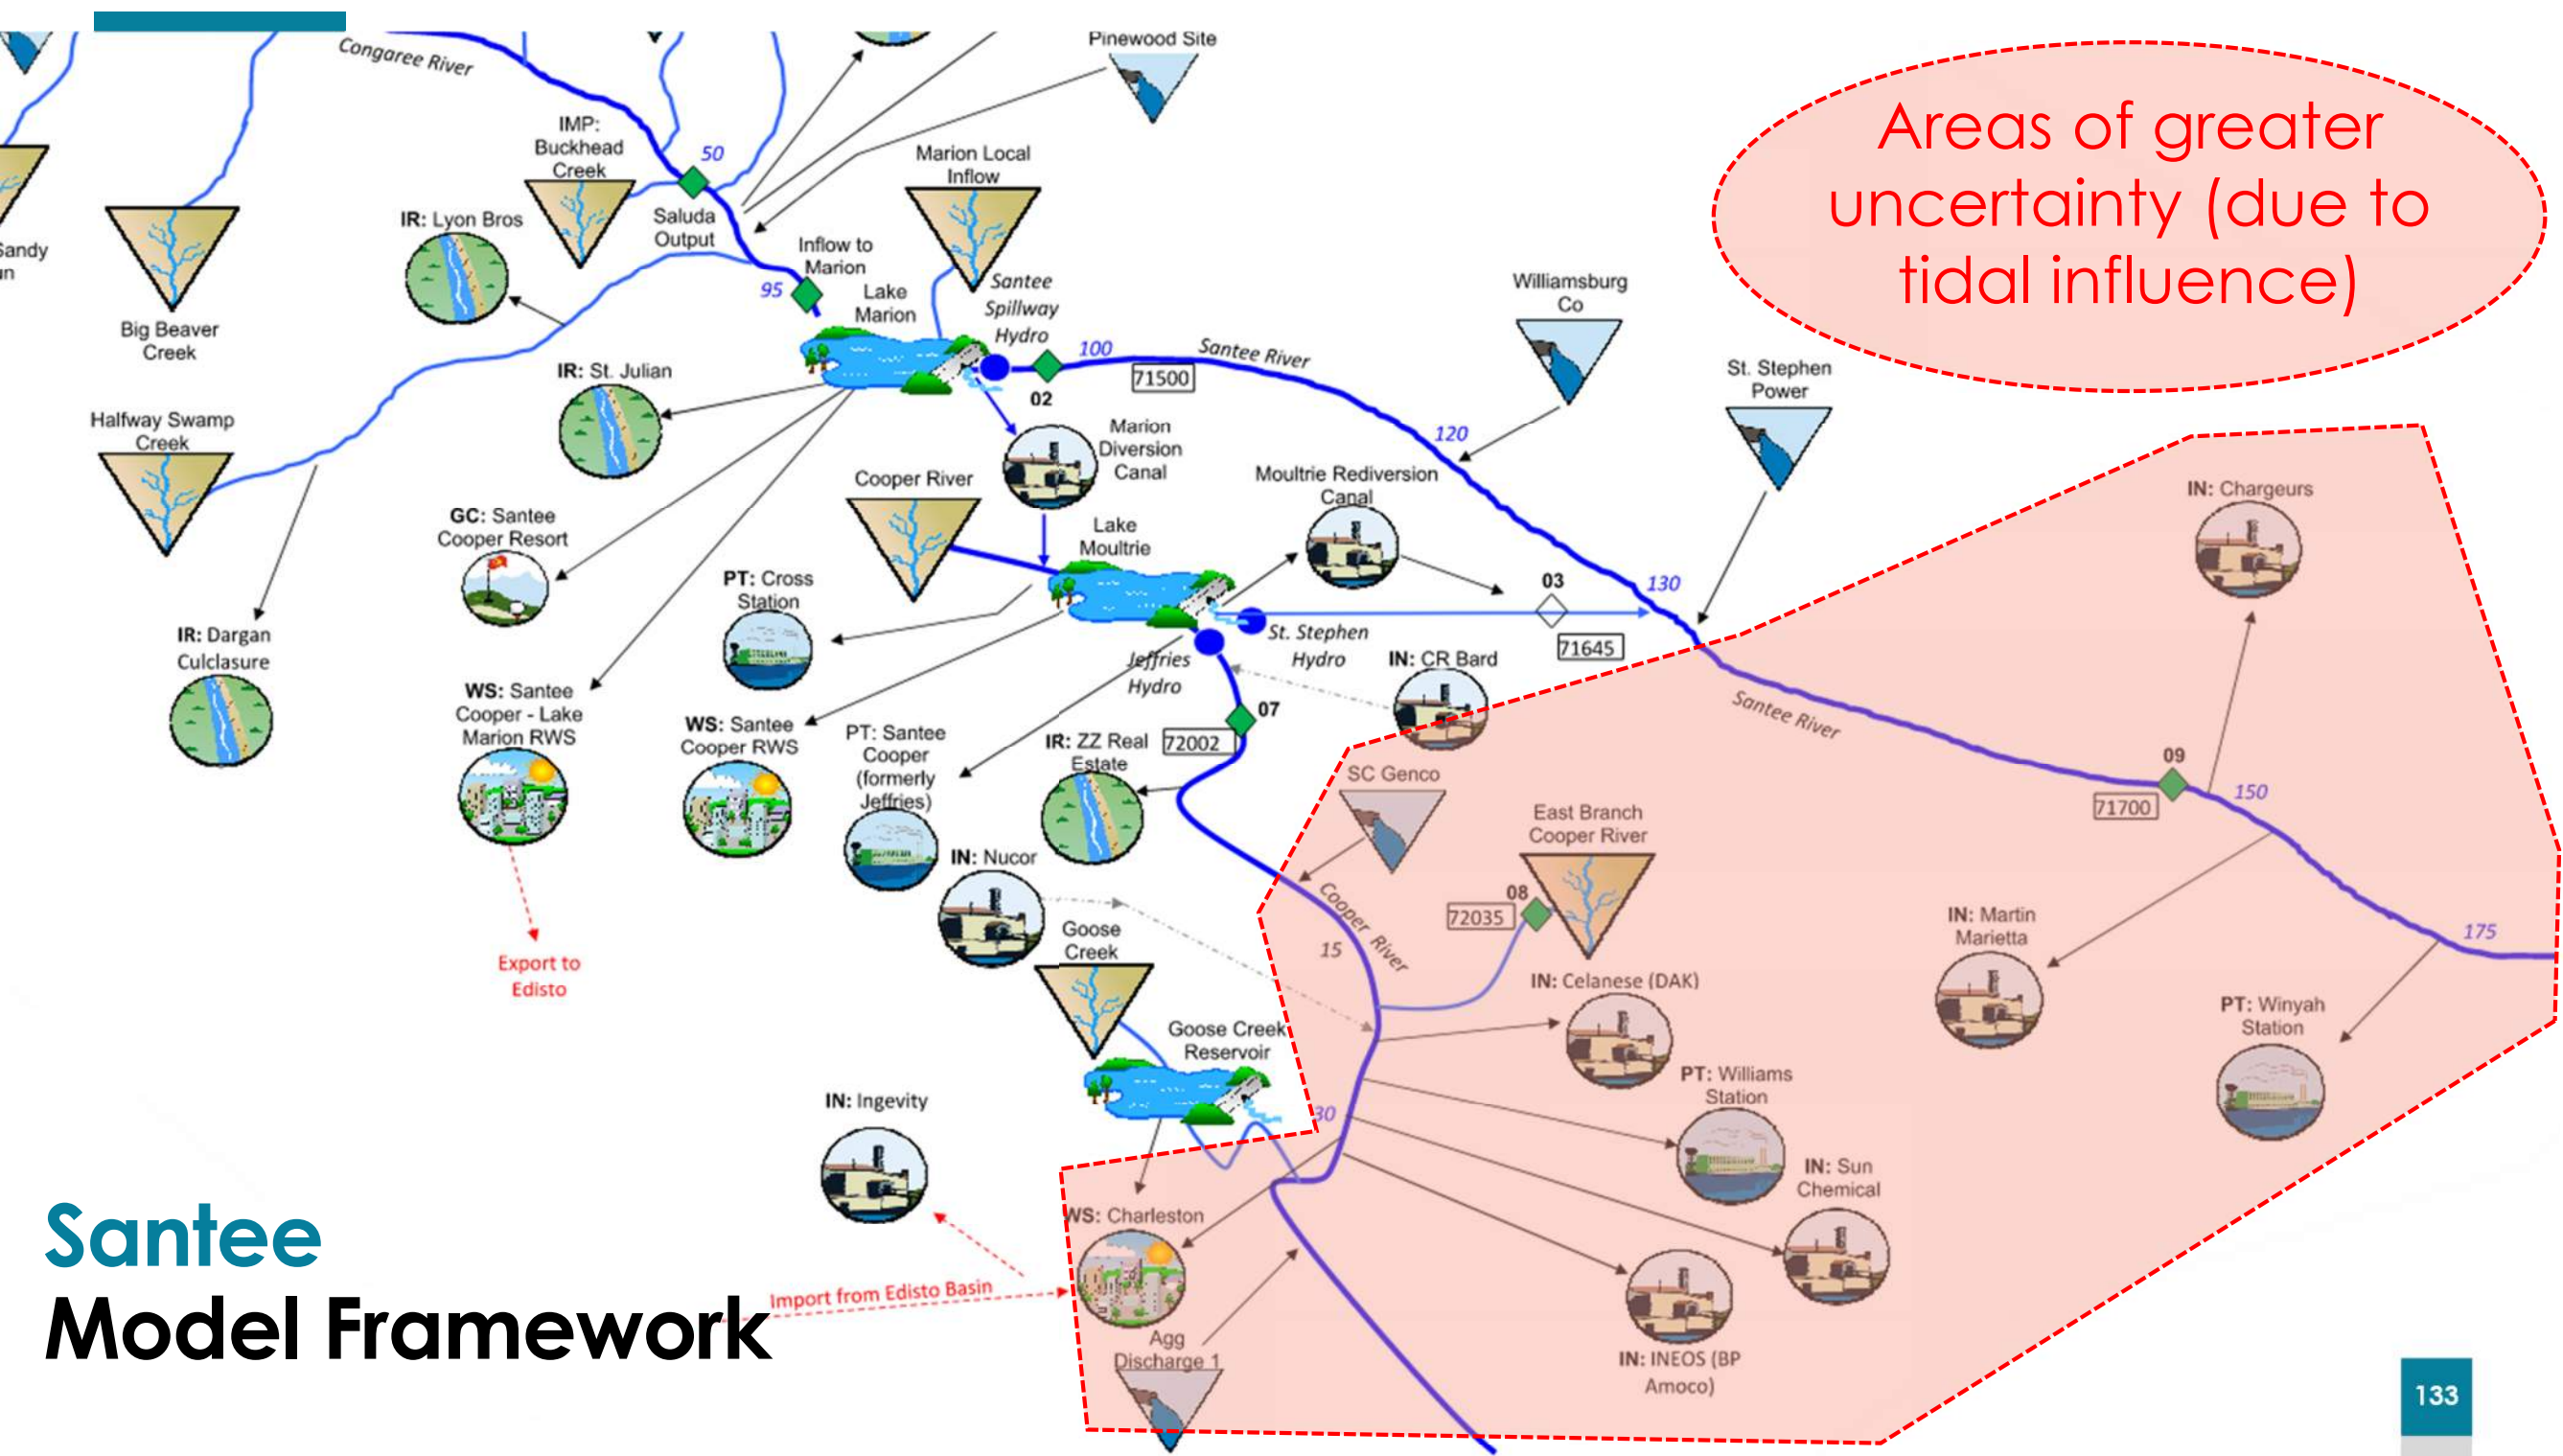 Congaree River
Pinewood Site
Areas of greater
uncertainty (due to
tidal influence)
IMP:
Buckhead
Creek
50
Marion Local
Inflow
IR: Lyon Bros
Saluda
Output
Inflow to
Marion
95
Lake
Marion
Santee
Spillway
Hydro
Sandy
Big Beaver
Creek
Williamsburg
Co
100
Santee River
71500
St. Stephen
Power
IR: St. Julian
02
Halfway Swamp
Creek
Marion
Diversion
Canal
120
Cooper River
Moultrie Rediversion
Canal
IN: Chargeurs
GC: Santee
Cooper Resort
Lake
Moultrie
PT: Cross
Station
03
130
IR: Dargan
Culclasure
St. Stephen
Hydro
71645
Jeffries
Hydro
IN: CR Bard
WS: Santee
Cooper - Lake
Marion RWS
WS: Santee
Cooper RWS
PT: Santee
Cooper
(formerly
Jeffries)
07
Santee River
IR: ZZ Real
Estate
72002
SC Genco
09
150
71700
East Branch
Cooper River
IN: Nucor
08
72035
Cooper River
Goose
Creek
15
IN: Martin
Marietta
175
Export to
Edisto
IN: Celanese (DAK)
PT: Winyah
Station
Goose Creek
Reservoir
PT: Williams
Station
IN: Ingevity
30
IN: Sun
Chemical
WS: Charleston
Import from Edisto Basin
Agg
Discharge 1
IN: INEOS (BP
Amoco)
Santee
Model Framework
133